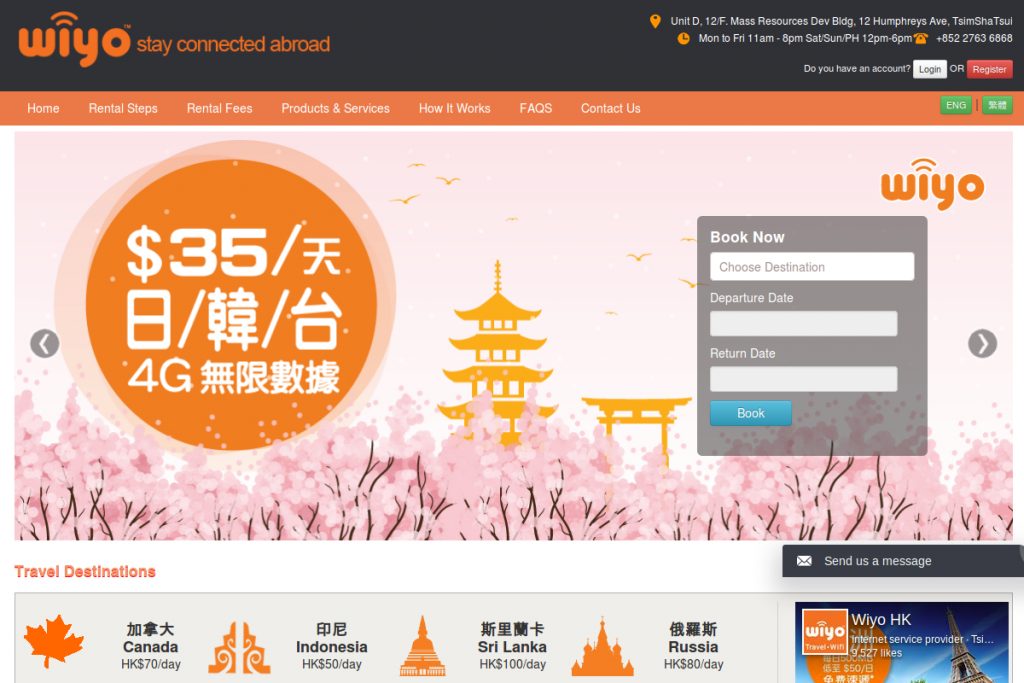 wiyo™ stay connected abroad
Unit D, 12/F. Mass Resources Dev Bldg, 12 Humphreys Ave, TsimShaTsui
Mon to Fri 11am - 8pm Sat/Sun/PH 12pm-6pm +852 2763 6868
Do you have an account? Login OR Register
Home Rental Steps Rental Fees Products & Services How It Works FAQS Contact Us ENG | 繁體
wiyo
$35/天
日/韓/台
4G 無限數據
Book Now
Choose Destination
Departure Date
Return Date
Book
Send us a message
Travel Destinations
加拿大
Canada
HK$70/day
印尼
Indonesia
HK$50/day
斯里蘭卡
Sri Lanka
HK$100/day
俄羅斯
Russia
HK$80/day
wiyo
Travel-Wifi
Wiyo HK
Internet service provider · Tsi…
9,527 likes
每日500MB
低至 $50/日
免費速遞*